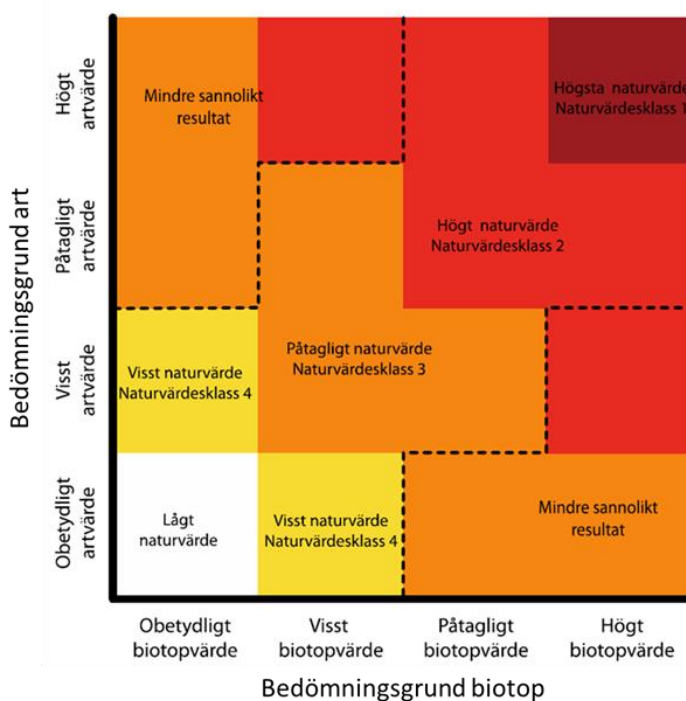 Bedömningsgrund art
Högt
artvärde
Påtagligt
artvärde
Visst
artvärde
Obetydligt
artvärde
Mindre sannolikt
resultat
Högsta naturvärde
Naturvärdesklass 1
Högt naturvärde
Naturvärdesklass 2
Påtagligt naturvärde
Naturvärdesklass 3
Visst naturvärde
Naturvärdesklass 4
Lågt
naturvärde
Visst naturvärde
Naturvärdesklass 4
Mindre sannolikt
resultat
Obetydligt
biotopvärde
Visst
biotopvärde
Påtagligt
biotopvärde
Högt
biotopvärde
Bedömningsgrund biotop